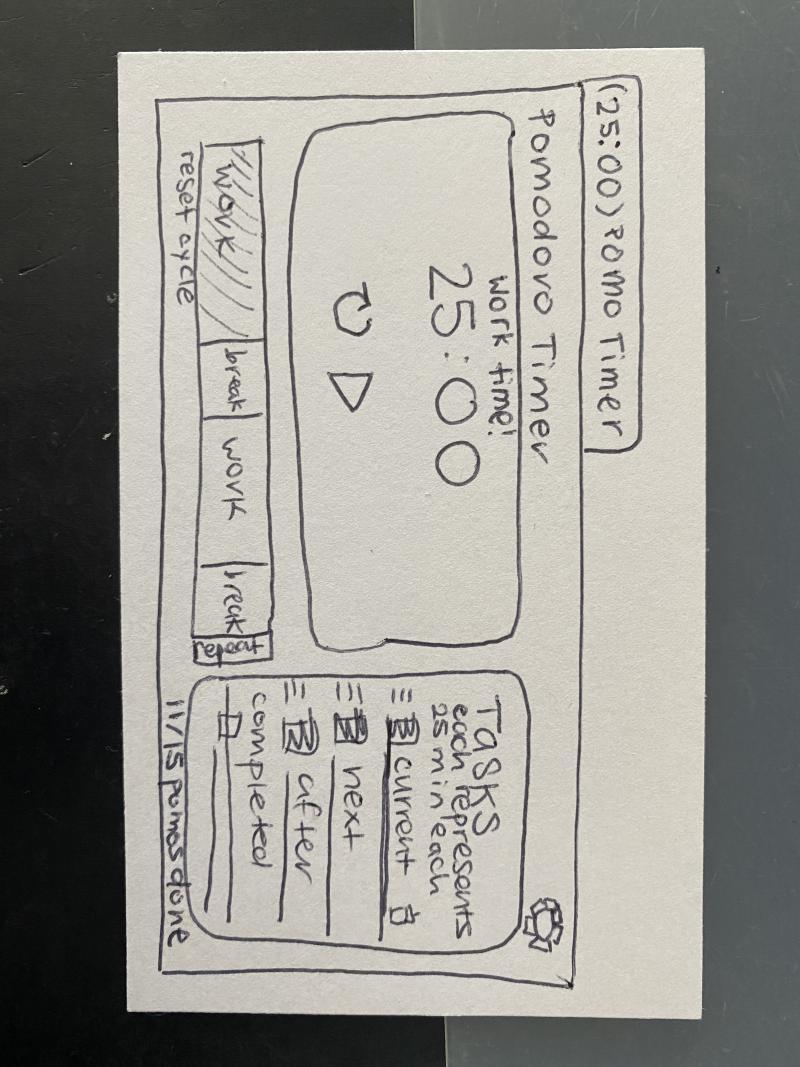 (25:00) Pomo Timer
Pomodoro Timer
Work time!
25:00
work
break
work
break
repeat
reset cycle
Tasks
each represents
25 min each
current
next
after
completed
11/15 pomos done